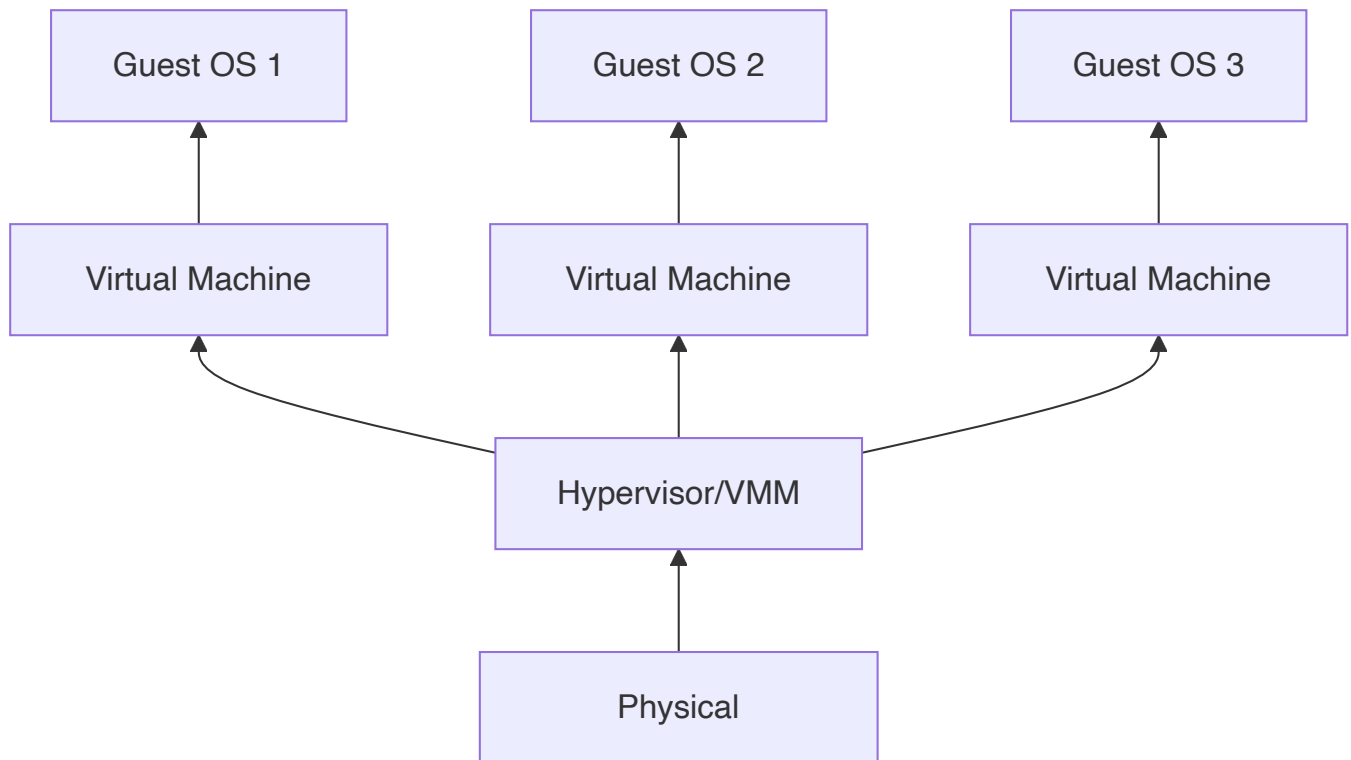 Guest OS 1
Guest OS 2
Guest OS 3
Virtual Machine
Virtual Machine
Virtual Machine
Hypervisor/VMM
Physical